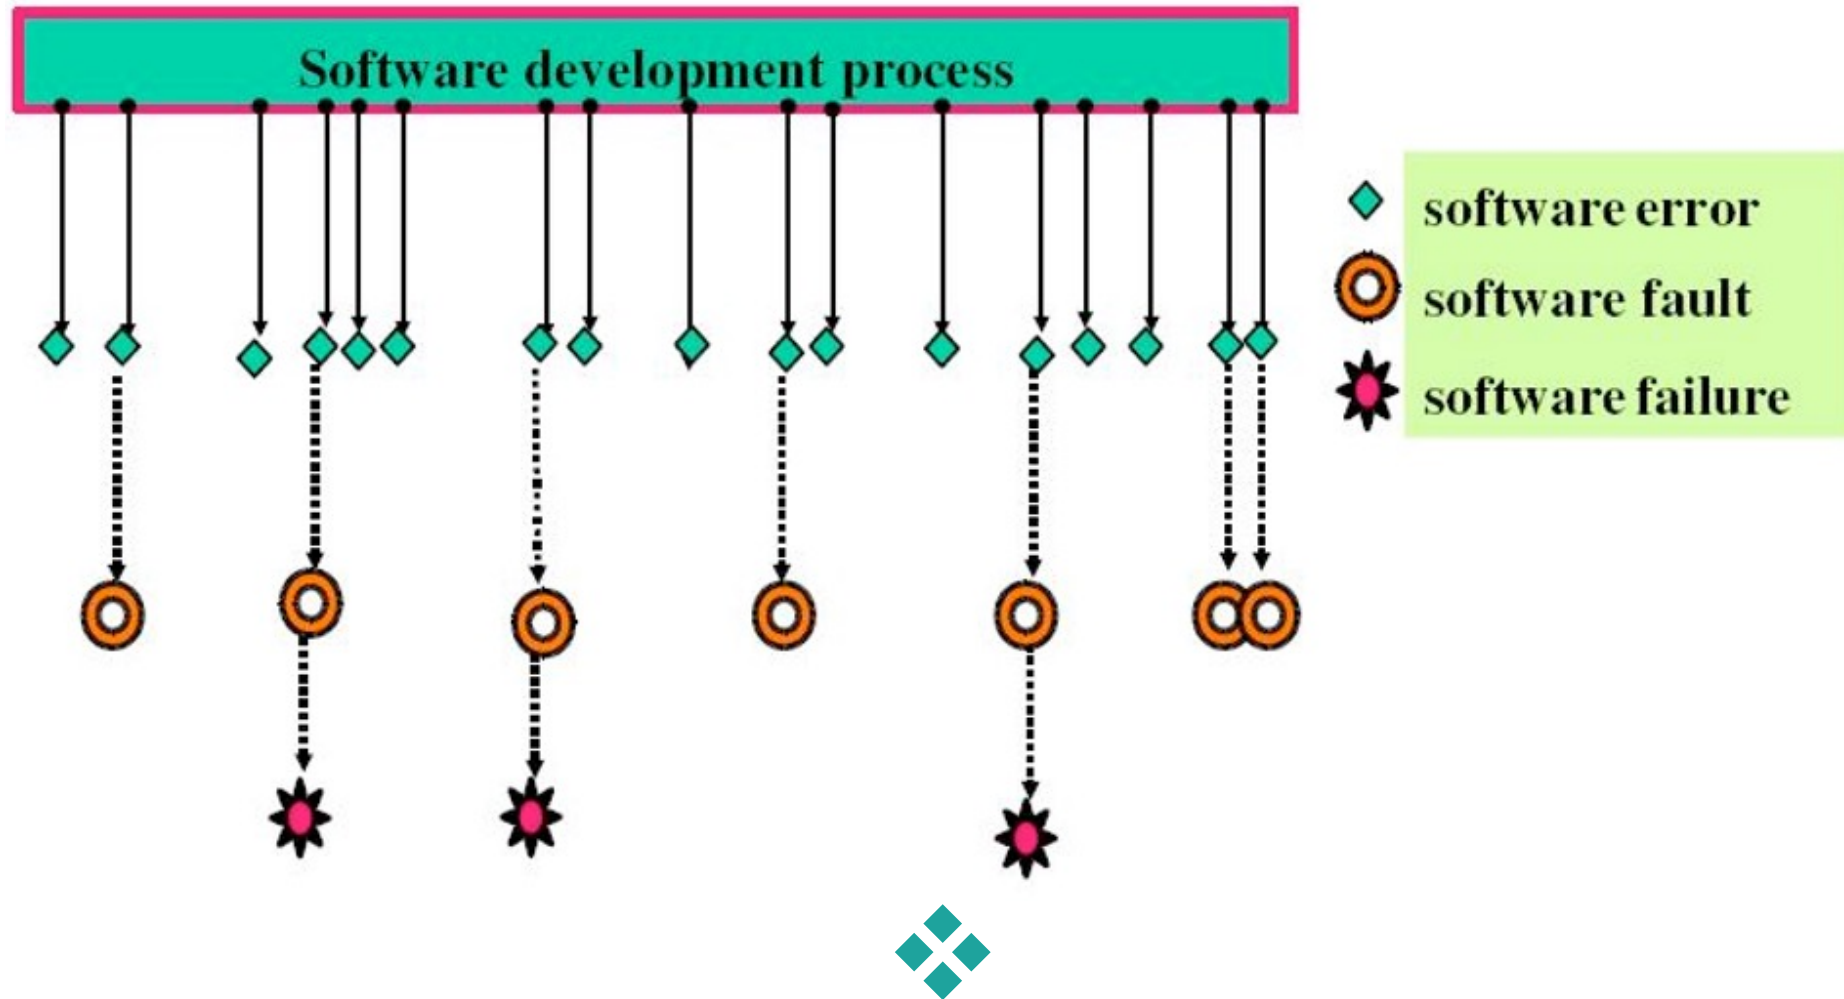 Software development process
software error
software fault
software failure